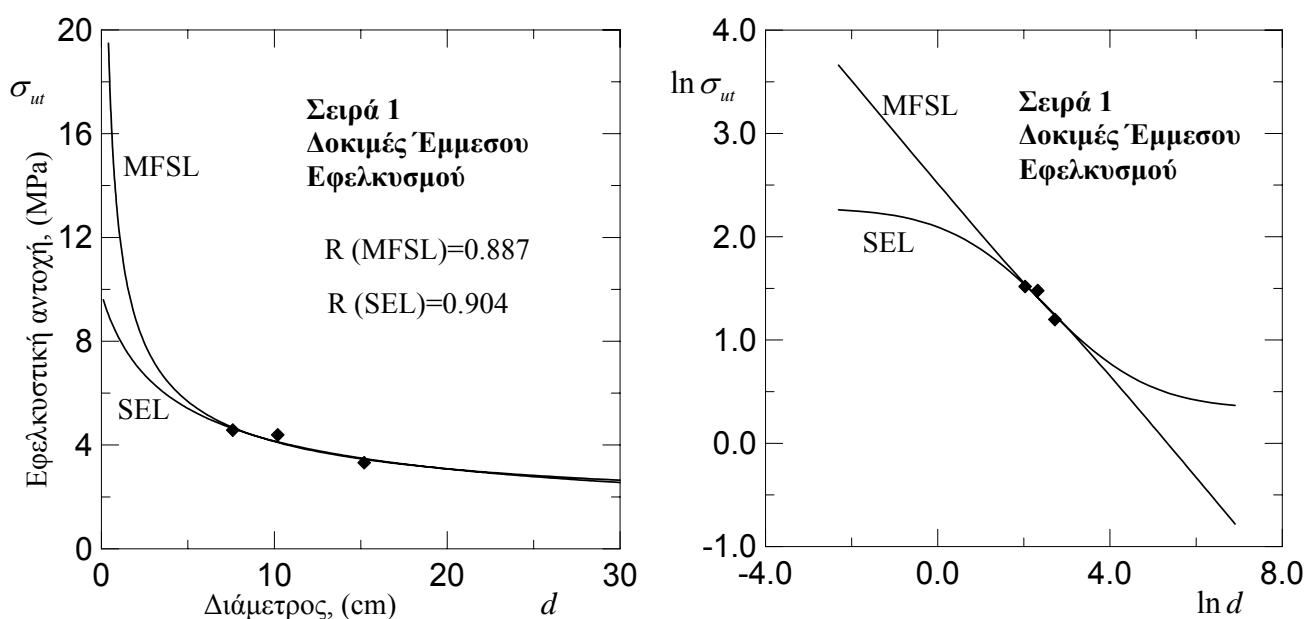 20
σut
16
12
8
4
0
Εφελκυστική αντοχή, (MPa)
MFSL
SEL
Σειρά 1
Δοκιμές Έμμεσου
Εφελκυσμού
R (MFSL)=0.887
R (SEL)=0.904
0
10
20
30
Διάμετρος, (cm)
d
4.0
ln σut
3.0
2.0
1.0
0.0
-1.0
MFSL
SEL
Σειρά 1
Δοκιμές Έμμεσου
Εφελκυσμού
-4.0
0.0
4.0
8.0
ln d